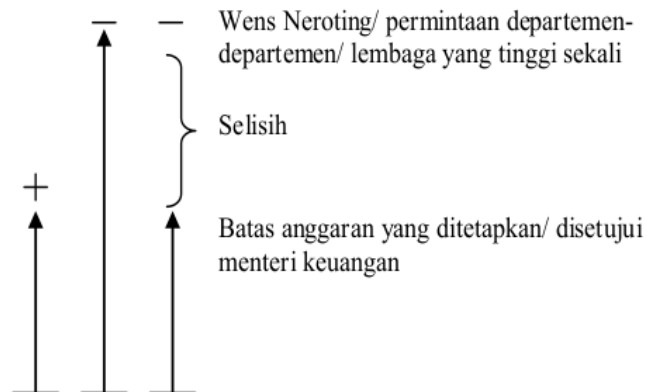 Wens Neroting/ permintaan departemen-
departemen/ lembaga yang tinggi sekali
Selisih
+
Batas anggaran yang ditetapkan/ disetujui
menteri keuangan